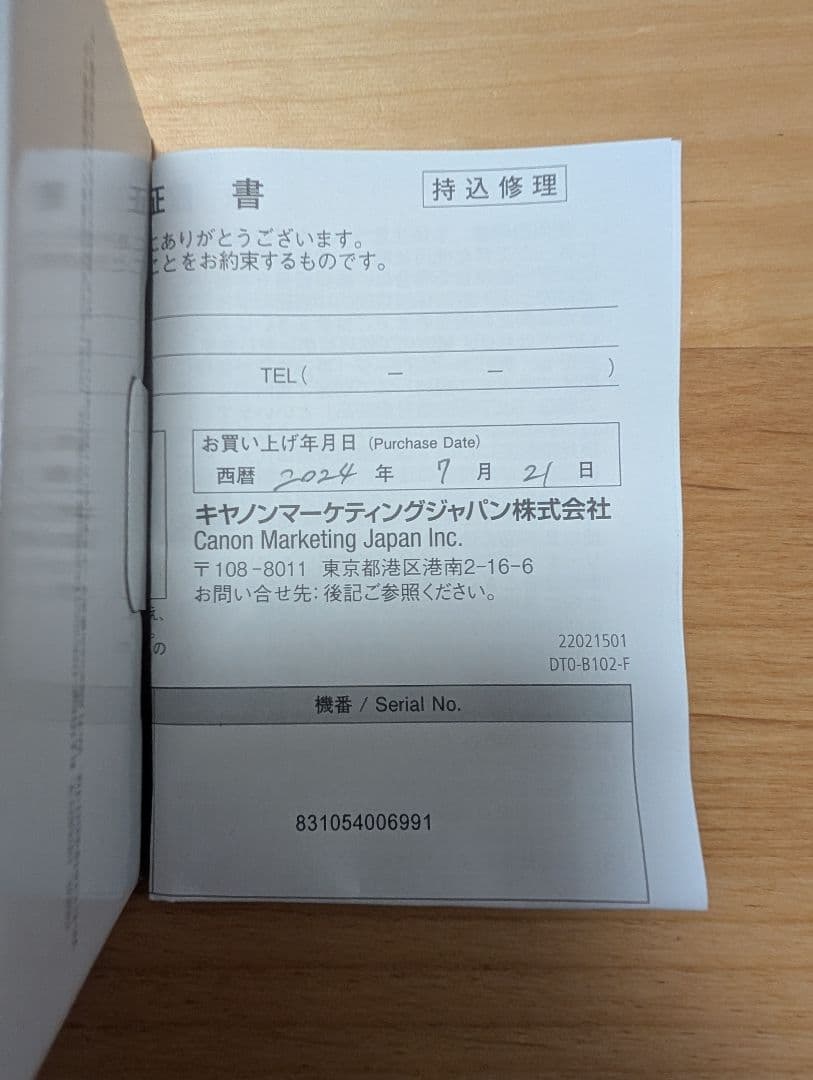 証 書
持込修理
にありがとうございます。
ことをお約束するものです。
TEL( － － )
お買い上げ年月日 (Purchase Date)
西暦 2024 年 7 月 21 日
キヤノンマーケティングジャパン株式会社
Canon Marketing Japan Inc.
〒108-8011 東京都港区港南2-16-6
お問い合せ先：後記ご参照ください。
え、
。
の
22021501
DT0-B102-F
機番 / Serial No.
831054006991